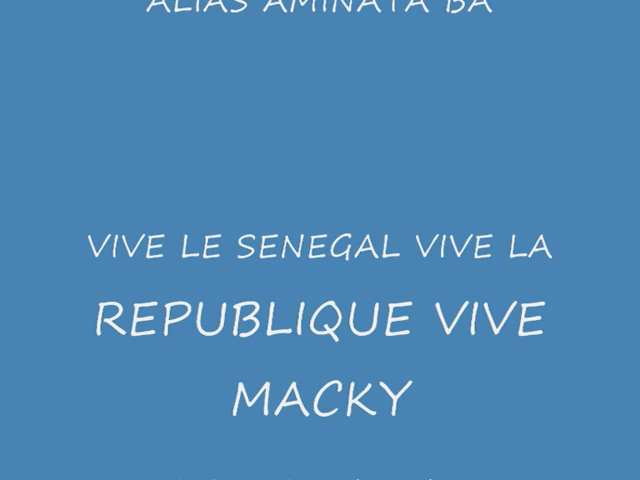 ALIAS AMINATA BA
VIVE LE SENEGAL VIVE LA
REPUBLIQUE VIVE
MACKY